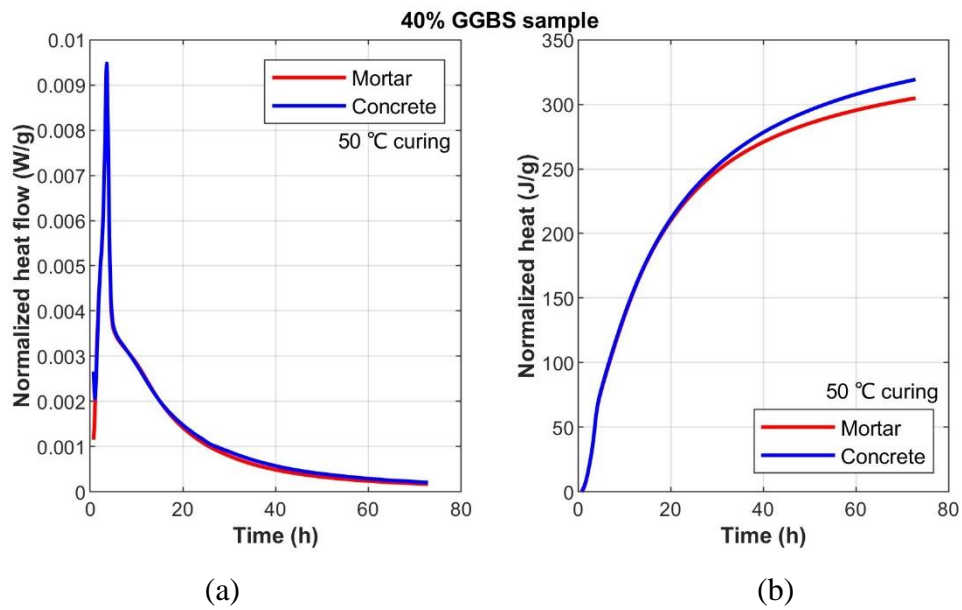 40% GGBS sample
0.01
0.009
0.008
0.007
0.006
0.005
0.004
0.003
0.002
0.001
0
Normalized heat flow (W/g)
Mortar
Concrete
50 ℃ curing
0
20
40
60
80
Time (h)
(a)
350
300
250
200
150
100
50
0
Normalized heat (J/g)
50 ℃ curing
Mortar
Concrete
0
20
40
60
80
Time (h)
(b)